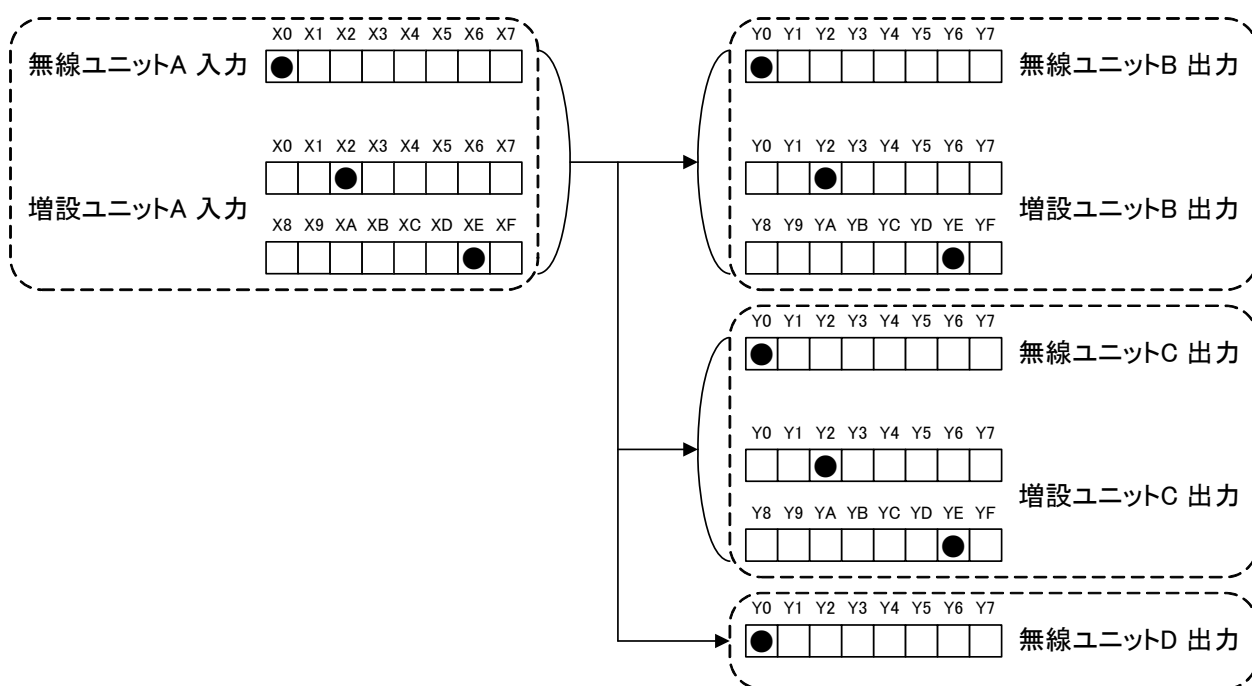 X0 X1 X2 X3 X4 X5 X6 X7
無線ユニットA 入力
X0 X1 X2 X3 X4 X5 X6 X7
増設ユニットA 入力
X8 X9 XA XB XC XD XE XF
Y0 Y1 Y2 Y3 Y4 Y5 Y6 Y7
無線ユニットB 出力
Y0 Y1 Y2 Y3 Y4 Y5 Y6 Y7
増設ユニットB 出力
Y8 Y9 YA YB YC YD YE YF
Y0 Y1 Y2 Y3 Y4 Y5 Y6 Y7
無線ユニットC 出力
Y0 Y1 Y2 Y3 Y4 Y5 Y6 Y7
増設ユニットC 出力
Y8 Y9 YA YB YC YD YE YF
Y0 Y1 Y2 Y3 Y4 Y5 Y6 Y7
無線ユニットD 出力